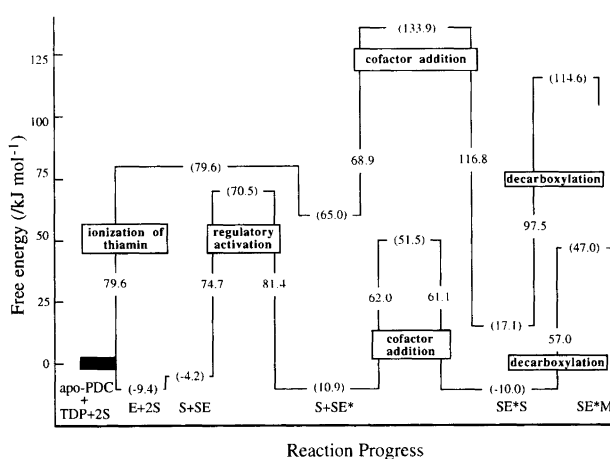 (133.9)
cofactor addition
125
(114.6)
100
(79.6)
68.9
116.8
75
(70.5)
decarboxylation
(65.0)
97.5
ionization of
thiamin
regulatory
activation
50
(51.5)
(47.0)
79.6
74.7
81.4
62.0
61.1
25
(17.1)
57.0
cofactor
addition
0
decarboxylation
(-9.4)
(-4.2)
(10.9)
(-10.0)
apo-PDC
+
TDP+2S
E+2S
S+SE
S+SE*
SE*S
SE*M
Free energy (/kJ mol-1)
Reaction Progress